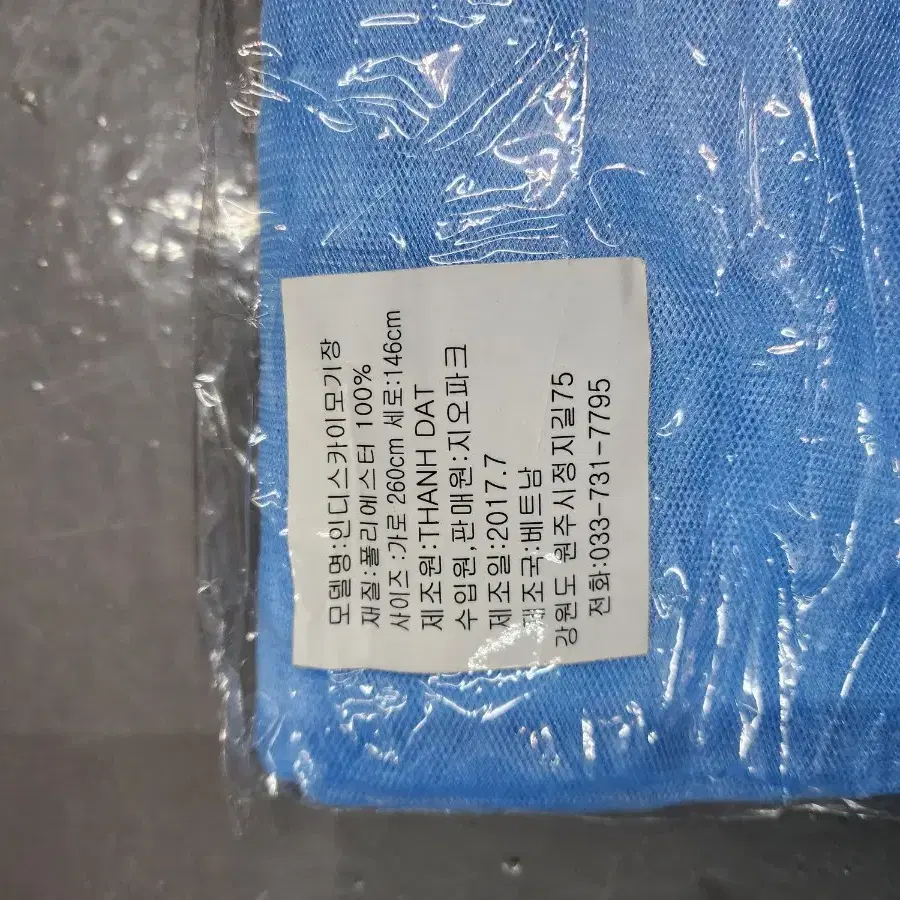 모델명:인디스카이모기장
재질:폴리에스터 100%
사이즈 :가로 260cm 세로:146cm
제조원:THANH DAT
수입원,판매원:지오파크
제조일:2017.7
제조국:베트남
강원도 원주시정지길75
전화:033-731-7795